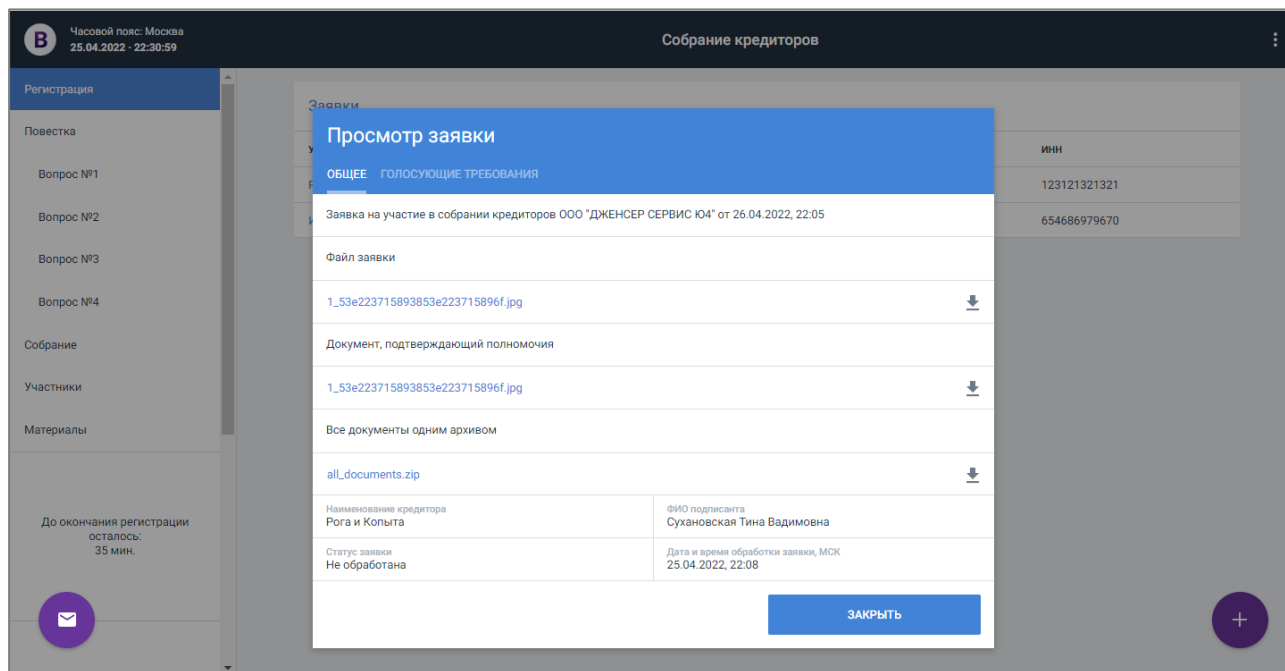 B
Часовой пояс: Москва
25.04.2022 - 22:30:59
Собрание кредиторов
Регистрация
Повестка
Вопрос №1
Вопрос №2
Вопрос №3
Вопрос №4
Собрание
Участники
Материалы
До окончания регистрации
осталось:
35 мин.
Заявки
ИНН
123121321321
654686979670
Просмотр заявки
ОБЩЕЕ ГОЛОСУЮЩИЕ ТРЕБОВАНИЯ
Заявка на участие в собрании кредиторов ООО "ДЖЕНСЕР СЕРВИС Ю4" от 26.04.2022, 22:05
Файл заявки
1_53e223715893853e223715896f.jpg
Документ, подтверждающий полномочия
1_53e223715893853e223715896f.jpg
Все документы одним архивом
all_documents.zip
Наименование кредитора
Рога и Копыта
ФИО подписанта
Сухановская Тина Вадимовна
Статус заявки
Не обработана
Дата и время обработки заявки, МСК
25.04.2022, 22:08
ЗАКРЫТЬ